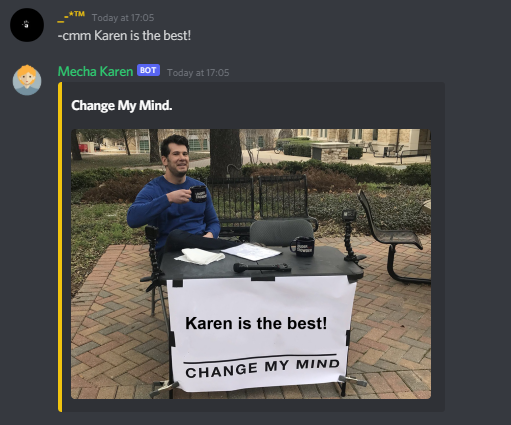 _-*™ Today at 17:05
-cmm Karen is the best!
Mecha Karen BOT Today at 17:05
Change My Mind.
Karen is the best!
CHANGE MY MIND